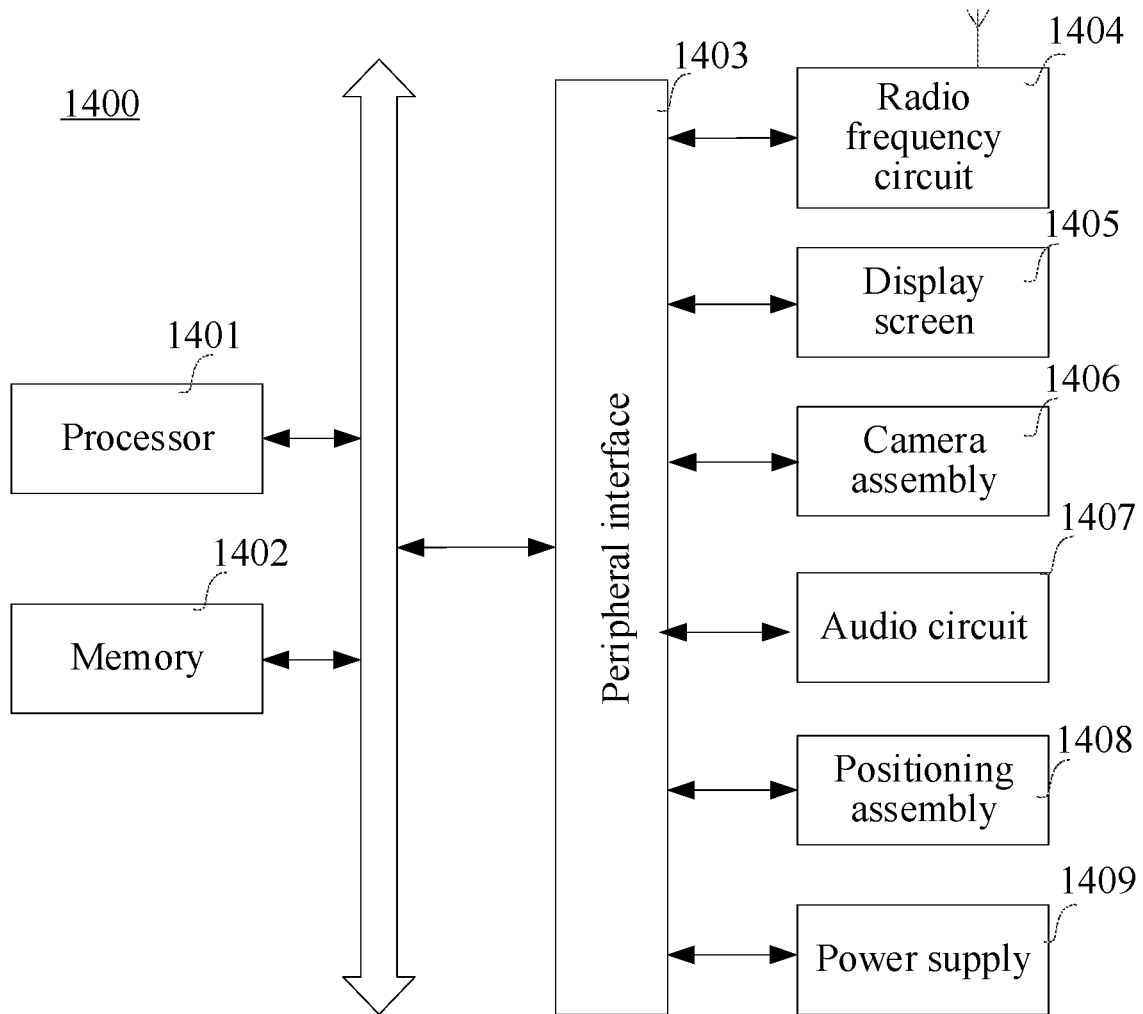 1400
1401
Processor
1402
Memory
1403
Peripheral interface
1404
Radio
frequency
circuit
1405
Display
screen
1406
Camera
assembly
1407
Audio circuit
1408
Positioning
assembly
1409
Power supply